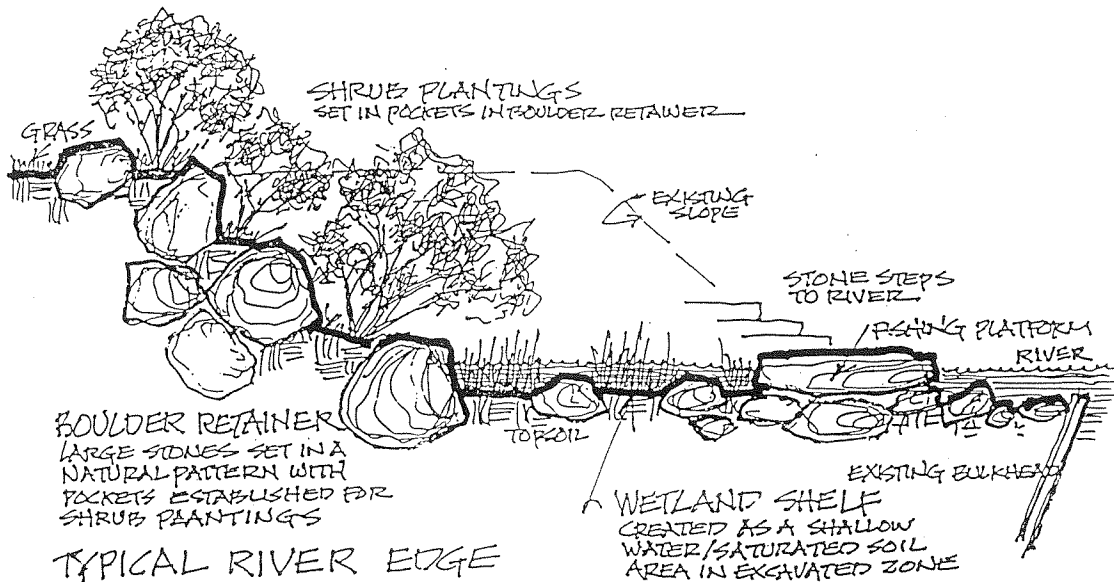 SHRUB PLANTINGS
SET IN POCKETS IN BOULDER RETAINER
GRASS
EXISTING
SLOPE
STONE STEPS
TO RIVER
FISHING PLATFORM
RIVER
BOULDER RETAINER
LARGE STONES SET IN A
NATURAL PATTERN WITH
POCKETS ESTABLISHED FOR
SHRUB PLANTINGS
TOPSOIL
EXISTING BULKHEAD
WETLAND SHELF
CREATED AS A SHALLOW
WATER/SATURATED SOIL
AREA IN EXCAVATED ZONE
TYPICAL RIVER EDGE